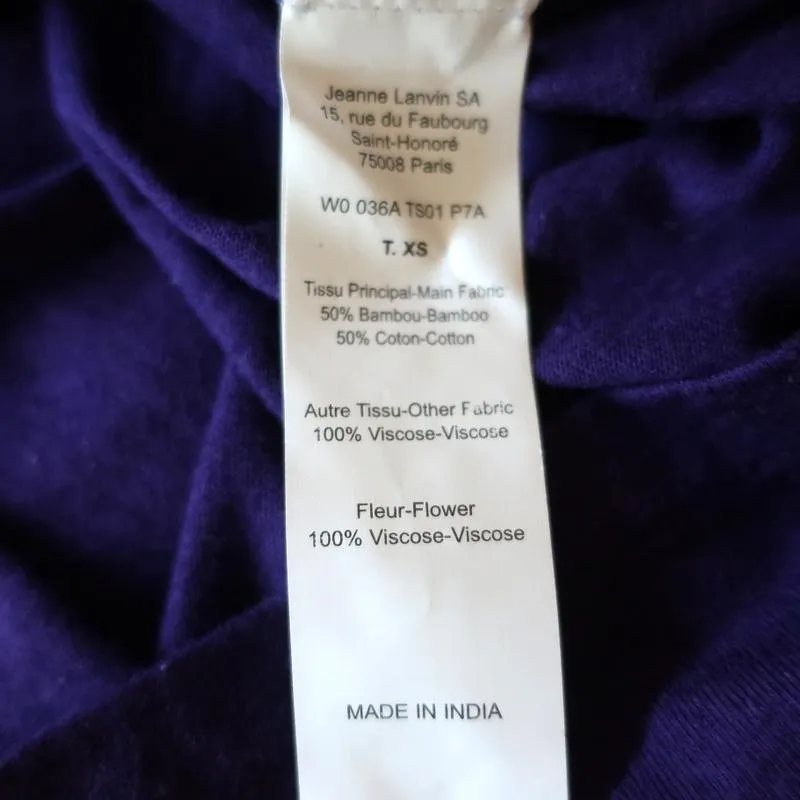 Jeanne Lanvin SA
15, rue du Faubourg
Saint-Honoré
75008 Paris
W0 036A TS01 P7A
T. XS
Tissu Principal-Main Fabric
50% Bambou-Bamboo
50% Coton-Cotton
Autre Tissu-Other Fabric
100% Viscose-Viscose
Fleur-Flower
100% Viscose-Viscose
MADE IN INDIA